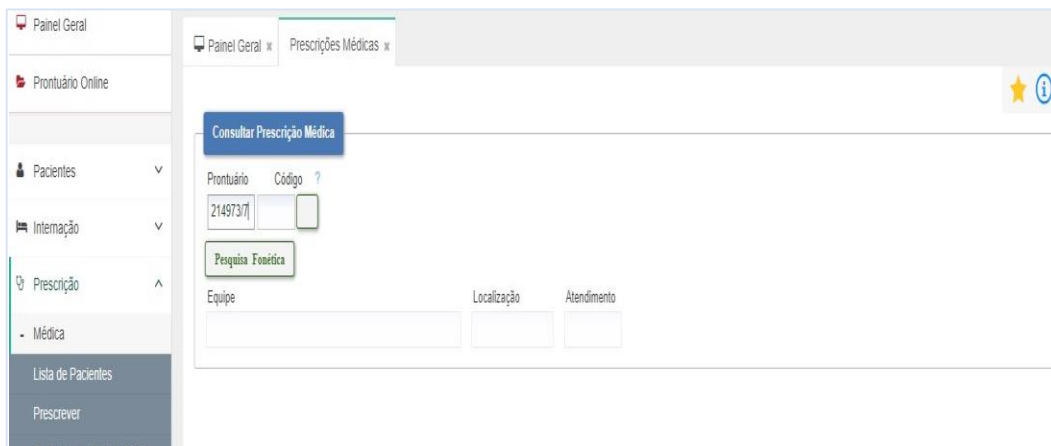 Painel Geral
Prontuário Online
Pacientes
Internação
Prescrição
- Médica
Lista de Pacientes
Prescrever
Painel Geral x Prescrições Médicas x
Consultar Prescrição Médica
Prontuário Código ?
214973/7
Pesquisa Fonética
Equipe Localização Atendimento